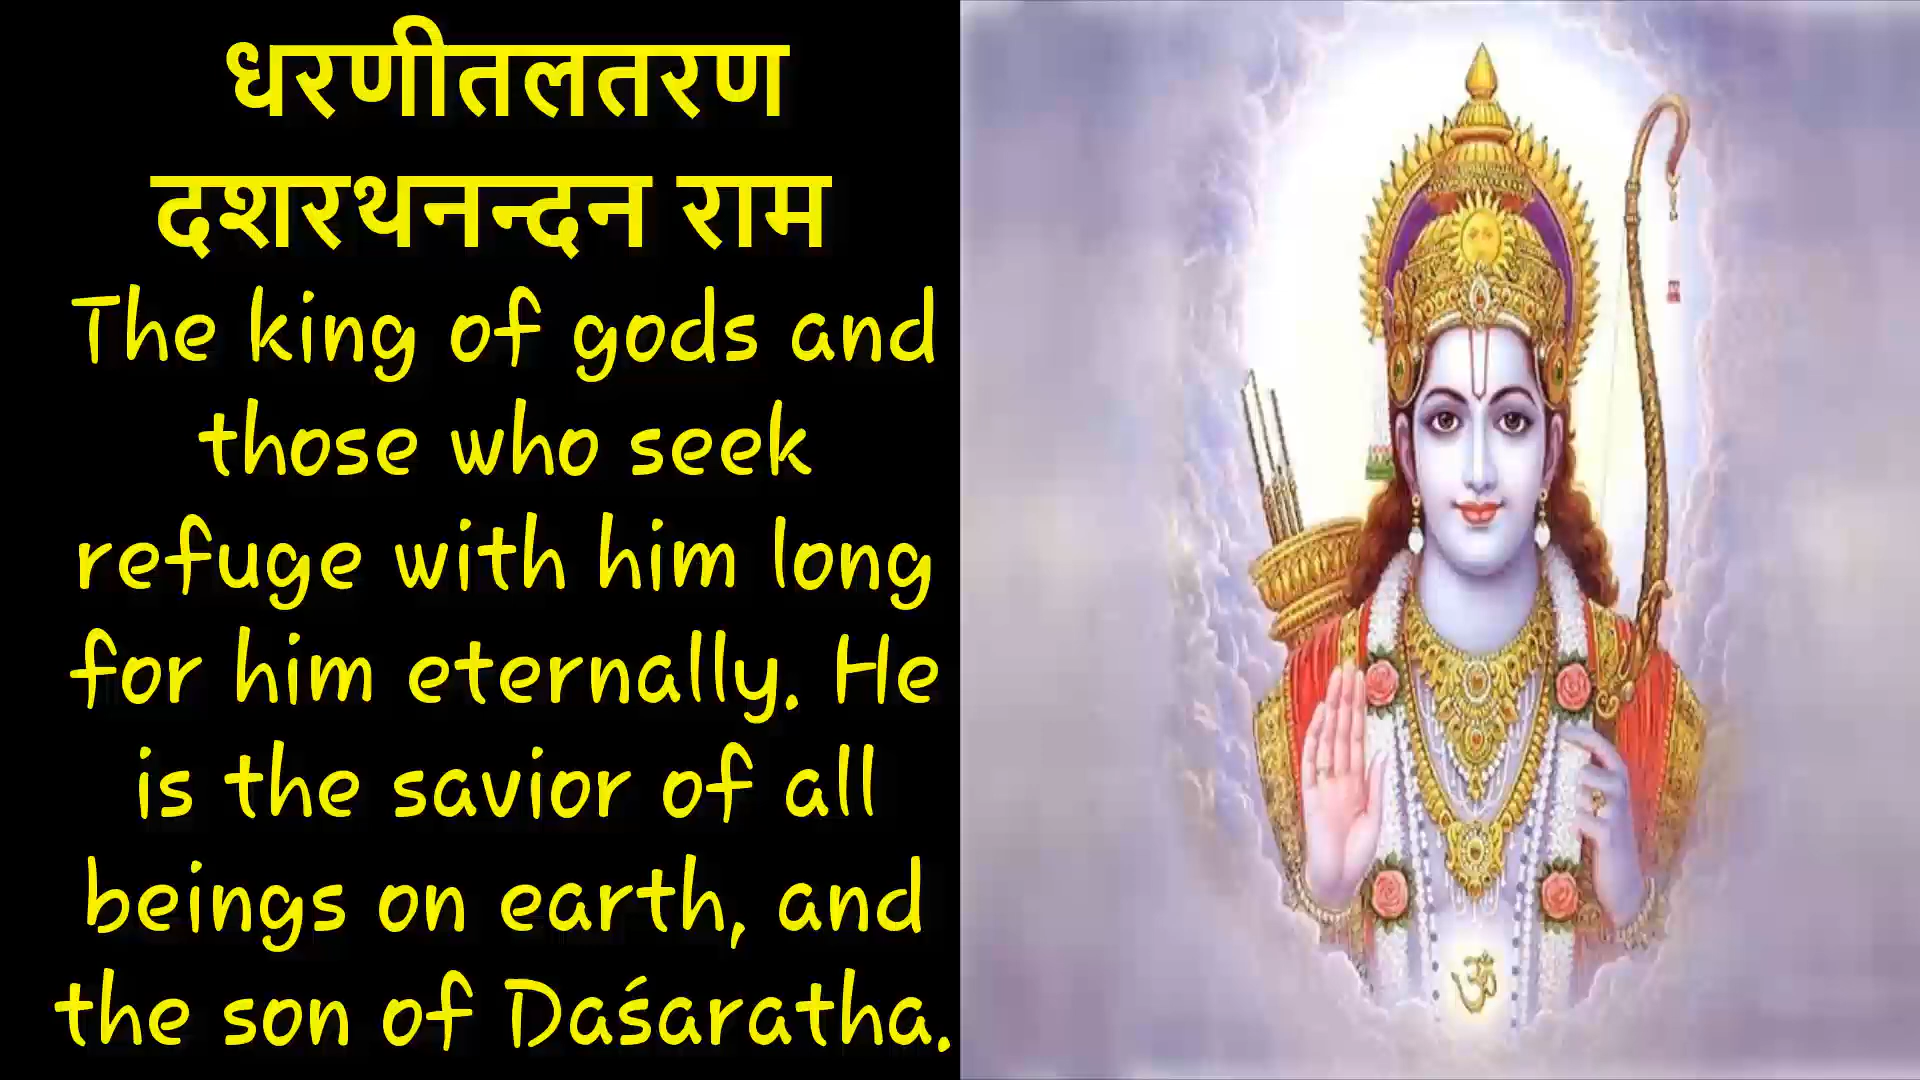 धरणीतलतरण
दशरथनन्दन राम
The king of gods and
those who seek
refuge with him long
for him eternally. He
is the savior of all
beings on earth, and
the son of Daśaratha.
ॐ